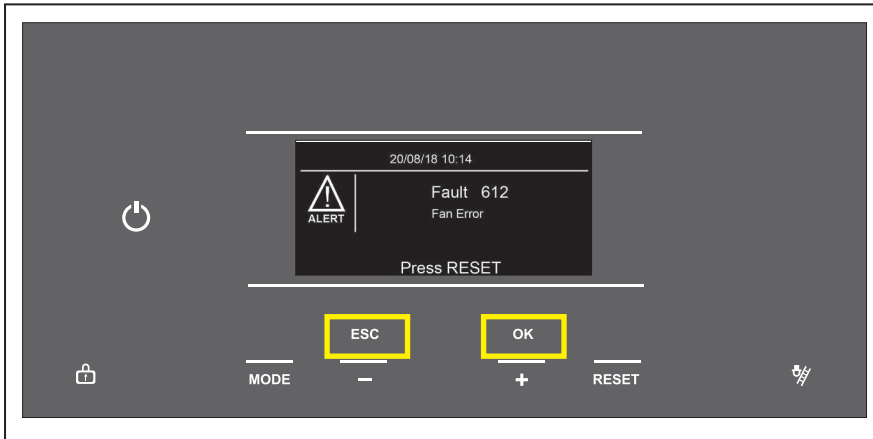 20/08/18 10:14
Fault 612
ALERT
Fan Error
Press RESET
ESC OK
MODE − + RESET